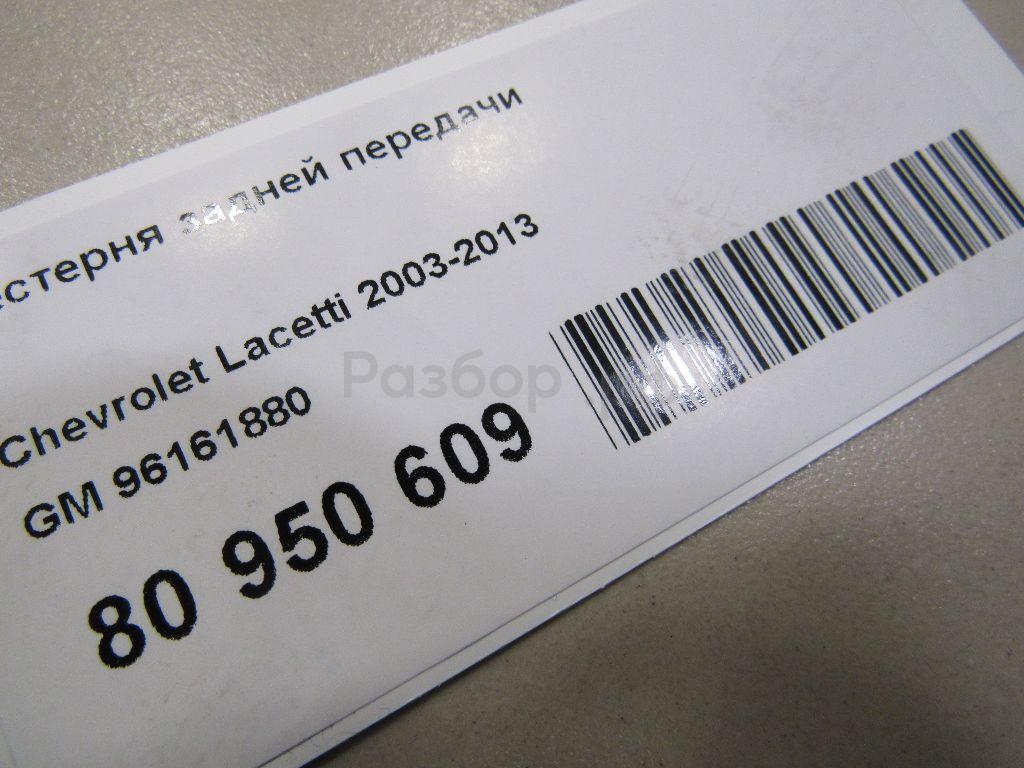 естерня задней передачи
Chevrolet Lacetti 2003-2013
GM 96161880
80 950 609
Разбор